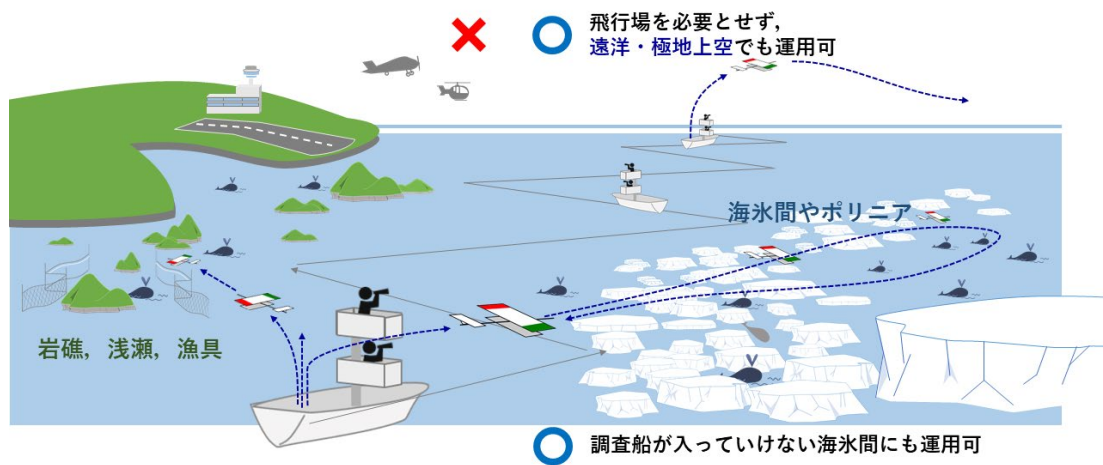 飛行場を必要とせず,
遠洋・極地上空でも運用可
海氷間やポリニア
岩礁, 浅瀬, 漁具
調査船が入っていけない海氷間にも運用可